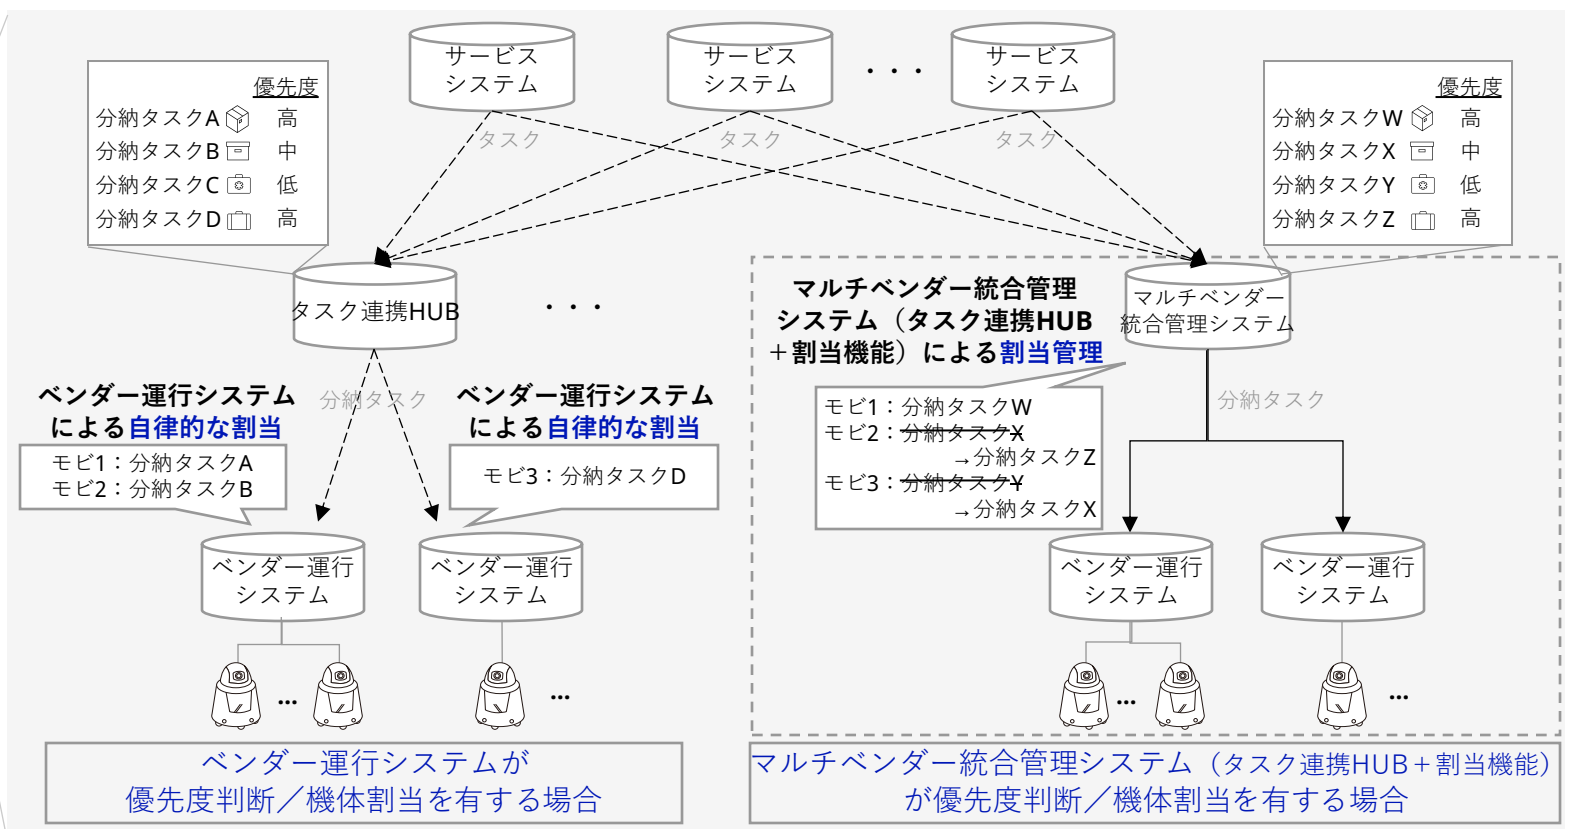 サービス
システム
サービス
システム
・・・
サービス
システム
優先度
分納タスクA 高
分納タスクB 中
分納タスクC 低
分納タスクD 高
タスク
タスク
タスク
優先度
分納タスクW 高
分納タスクX 中
分納タスクY 低
分納タスクZ 高
タスク連携HUB
・・・
マルチベンダー統合管理
システム（タスク連携HUB
＋割当機能）による割当管理
マルチベンダー
統合管理システム
ベンダー運行システム
による自律的な割当
分納タスク
ベンダー運行システム
による自律的な割当
モビ1：分納タスクA
モビ2：分納タスクB
モビ3：分納タスクD
モビ1：分納タスクW
モビ2：分納タスクX
→分納タスクZ
モビ3：分納タスクY
→分納タスクX
分納タスク
ベンダー運行
システム
ベンダー運行
システム
ベンダー運行
システム
ベンダー運行
システム
...
...
...
...
ベンダー運行システムが
優先度判断／機体割当を有する場合
マルチベンダー統合管理システム（タスク連携HUB＋割当機能）
が優先度判断／機体割当を有する場合